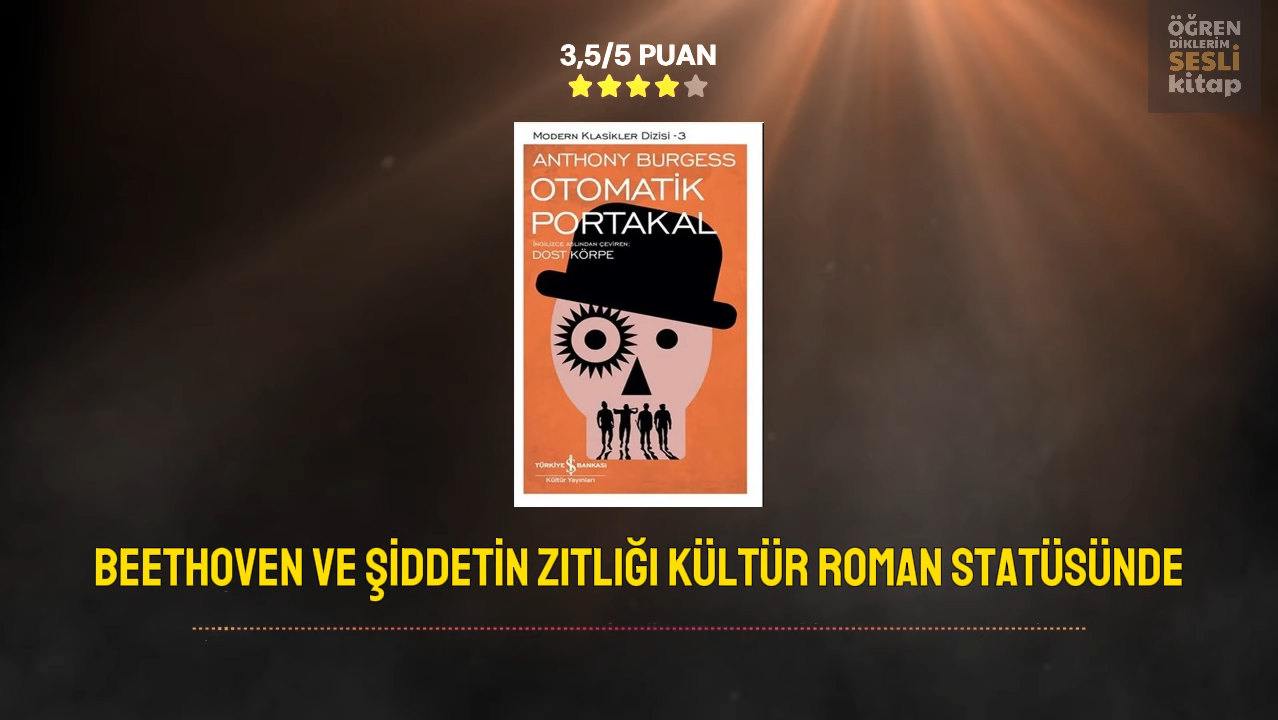 3,5/5 PUAN
ÖĞREN
DİKLERİM
SESLİ
kitap
MODERN KLASİKLER DİZİSİ -3
ANTHONY BURGESS
OTOMATİK
PORTAKAL
İNGİLİZCE ASLINDAN ÇEVİREN:
DOST KÖRPE
TÜRKİYE İŞ BANKASI
Kültür Yayınları
BEETHOVEN VE ŞİDDETİN ZITLIĞI KÜLTÜR ROMAN STATÜSÜNDE